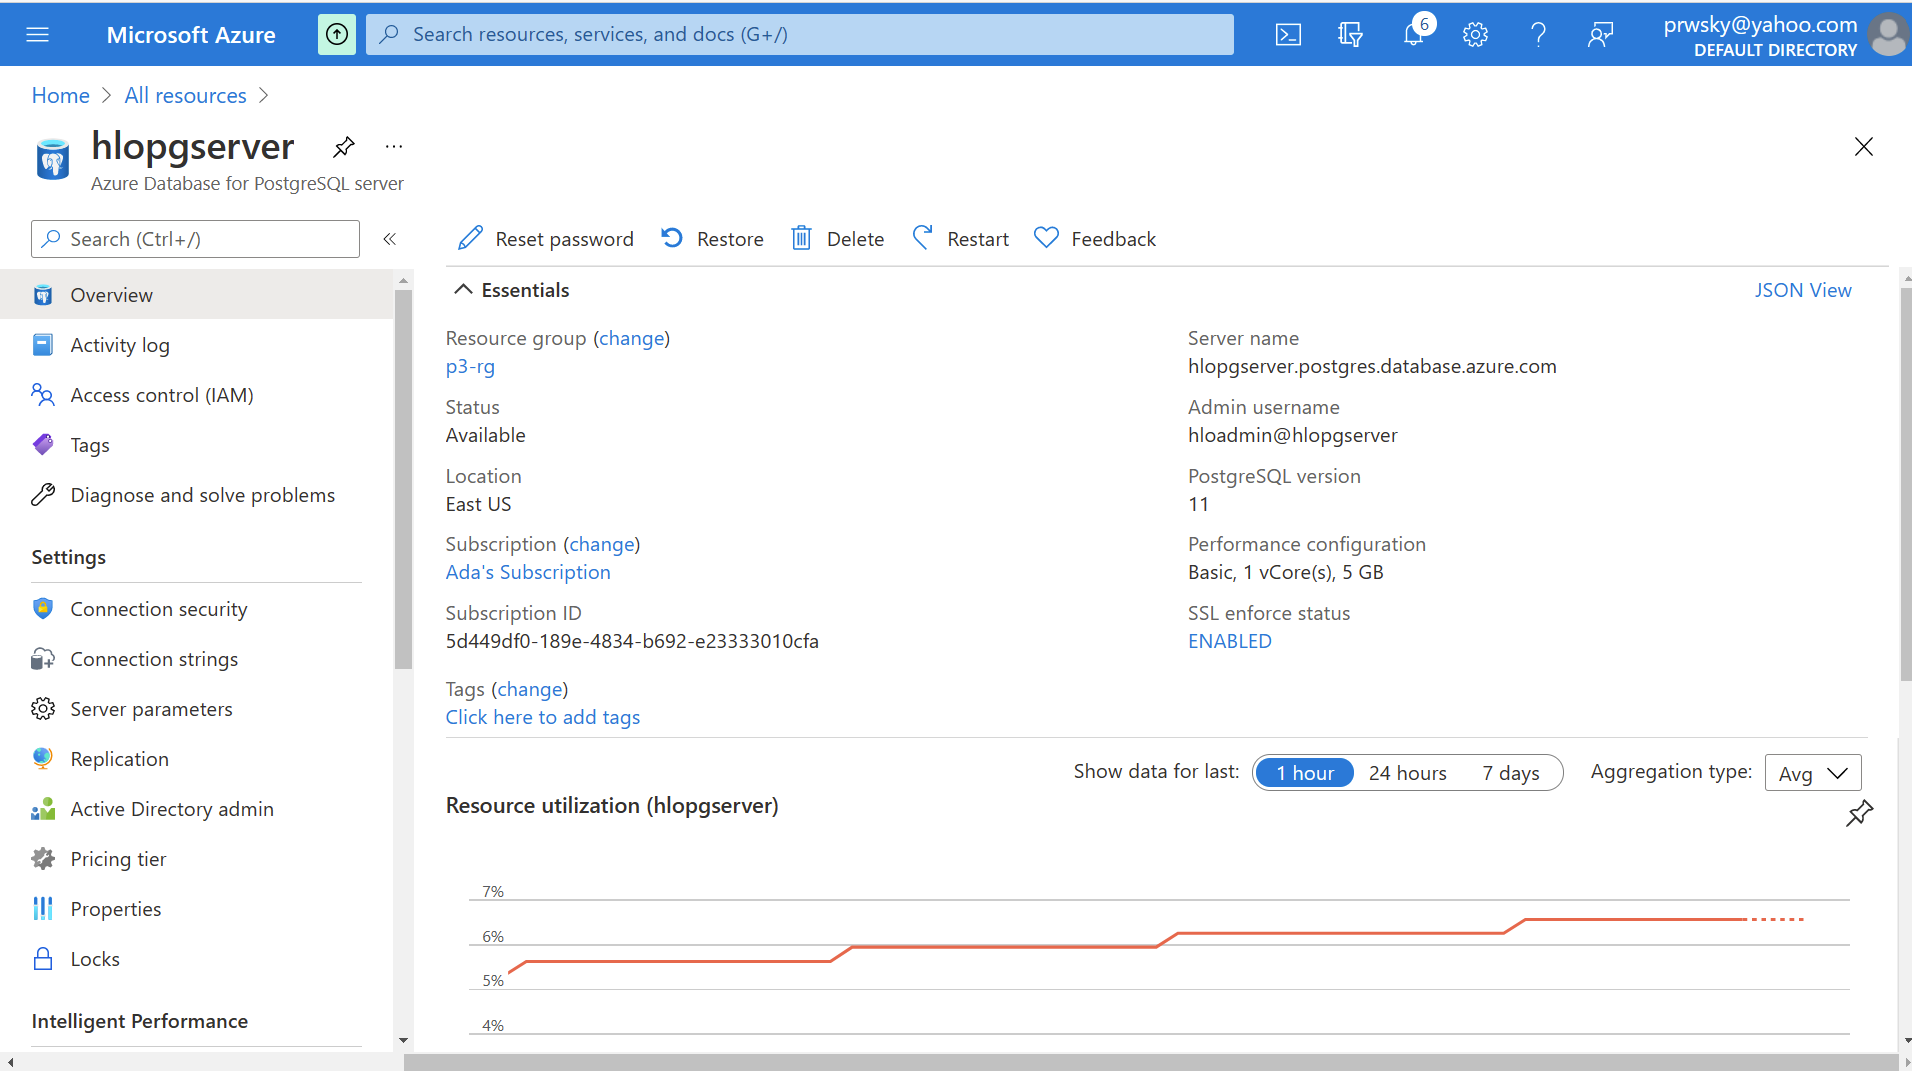 Microsoft Azure
Search resources, services, and docs (G+/)
6
prwsky@yahoo.com
DEFAULT DIRECTORY
Home > All resources >
hlopgserver ...
Azure Database for PostgreSQL server
Search (Ctrl+/)
«
Overview
Activity log
Access control (IAM)
Tags
Diagnose and solve problems
Settings
Connection security
Connection strings
Server parameters
Replication
Active Directory admin
Pricing tier
Properties
Locks
Intelligent Performance
Reset password Restore Delete Restart Feedback
Essentials
JSON View
Resource group (change)
p3-rg
Status
Available
Location
East US
Subscription (change)
Ada's Subscription
Subscription ID
5d449df0-189e-4834-b692-e23333010cfa
Tags (change)
Click here to add tags
Server name
hlopgserver.postgres.database.azure.com
Admin username
hloadmin@hlopgserver
PostgreSQL version
11
Performance configuration
Basic, 1 vCore(s), 5 GB
SSL enforce status
ENABLED
Show data for last: 1 hour 24 hours 7 days Aggregation type: Avg
Resource utilization (hlopgserver)
7%
6%
5%
4%